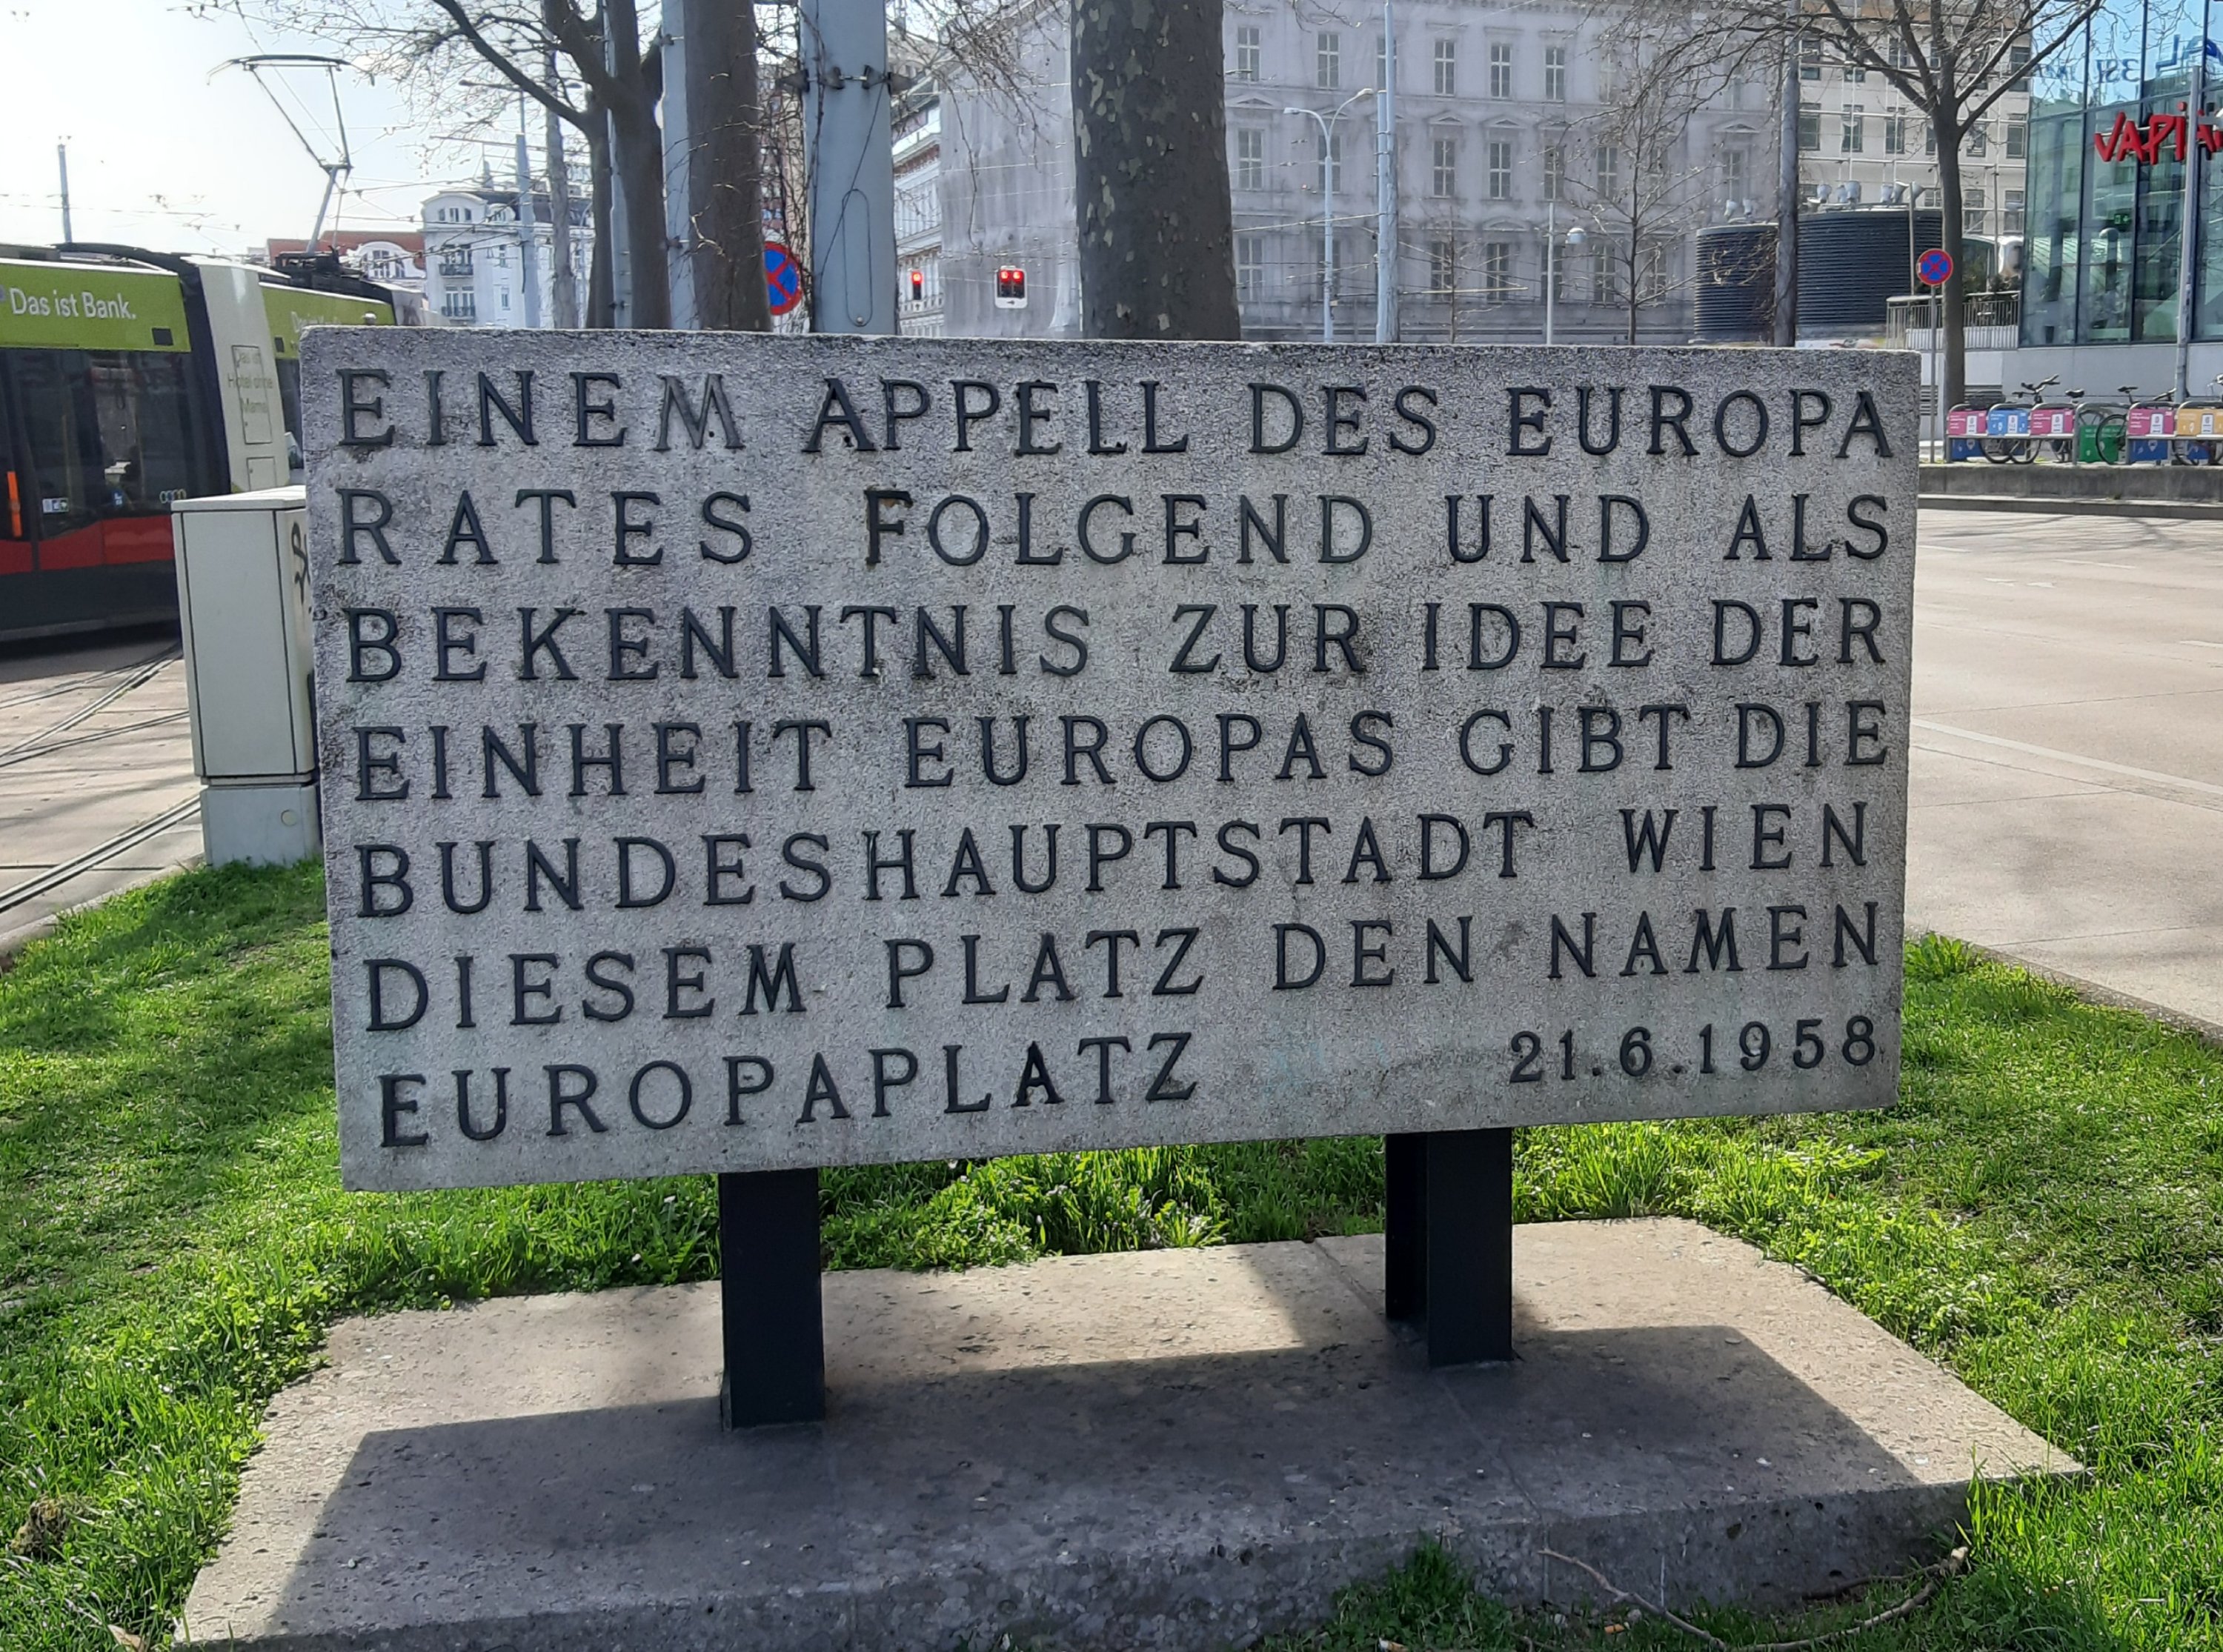 EINEM APPELL DES EUROPA
RATES FOLGEND UND ALS
BEKENNTNIS ZUR IDEE DER
EINHEIT EUROPAS GIBT DIE
BUNDESHAUPTSTADT WIEN
DIESEM PLATZ DEN NAMEN
EUROPAPLATZ 21.6.1958
Das ist Bank.
VAPIA